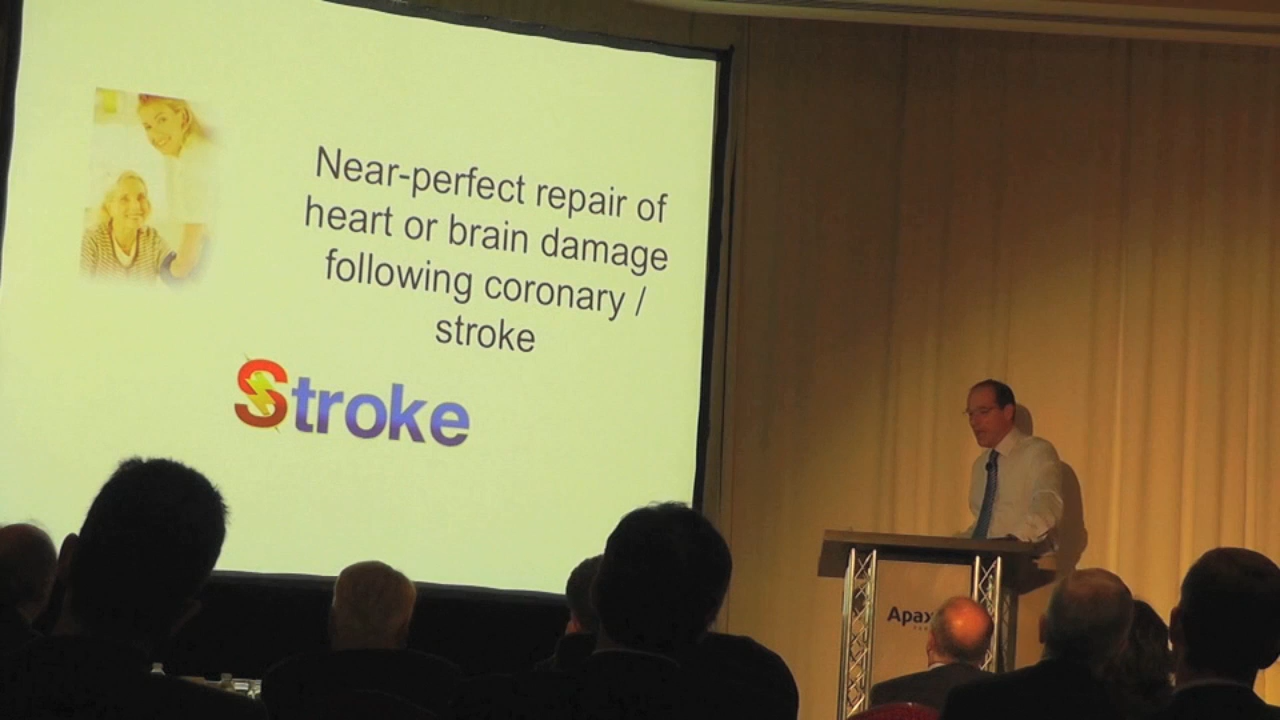 Near-perfect repair of
heart or brain damage
following coronary /
stroke
Stroke
Apax